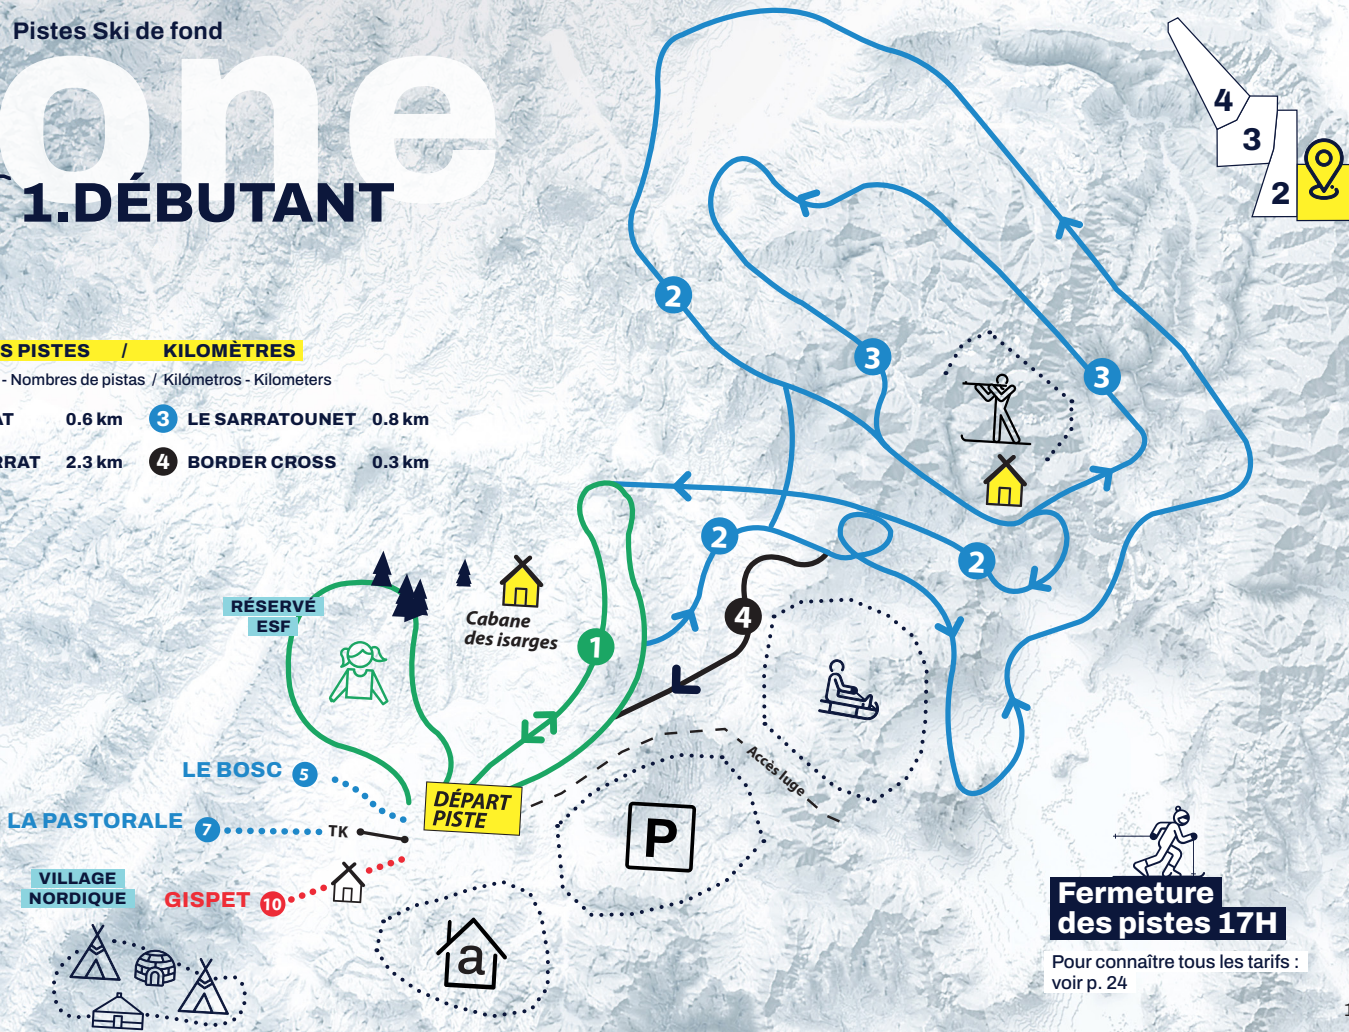 Pistes Ski de fond
one
1.DÉBUTANT
4
3
2
S PISTES / KILOMÈTRES
- Nombres de pistas / Kilómetros - Kilometers
AT 0.6 km 3 LE SARRATOUNET 0.8 km
RRAT 2.3 km 4 BORDER CROSS 0.3 km
2
3
3
2
2
4
1
RÉSERVÉ
ESF
Cabane
des isarges
Accès luge
LE BOSC 5
DÉPART
PISTE
LA PASTORALE 7
TK
P
VILLAGE
NORDIQUE
GISPET 10
a
Fermeture
des pistes 17H
Pour connaître tous les tarifs :
voir p. 24
1